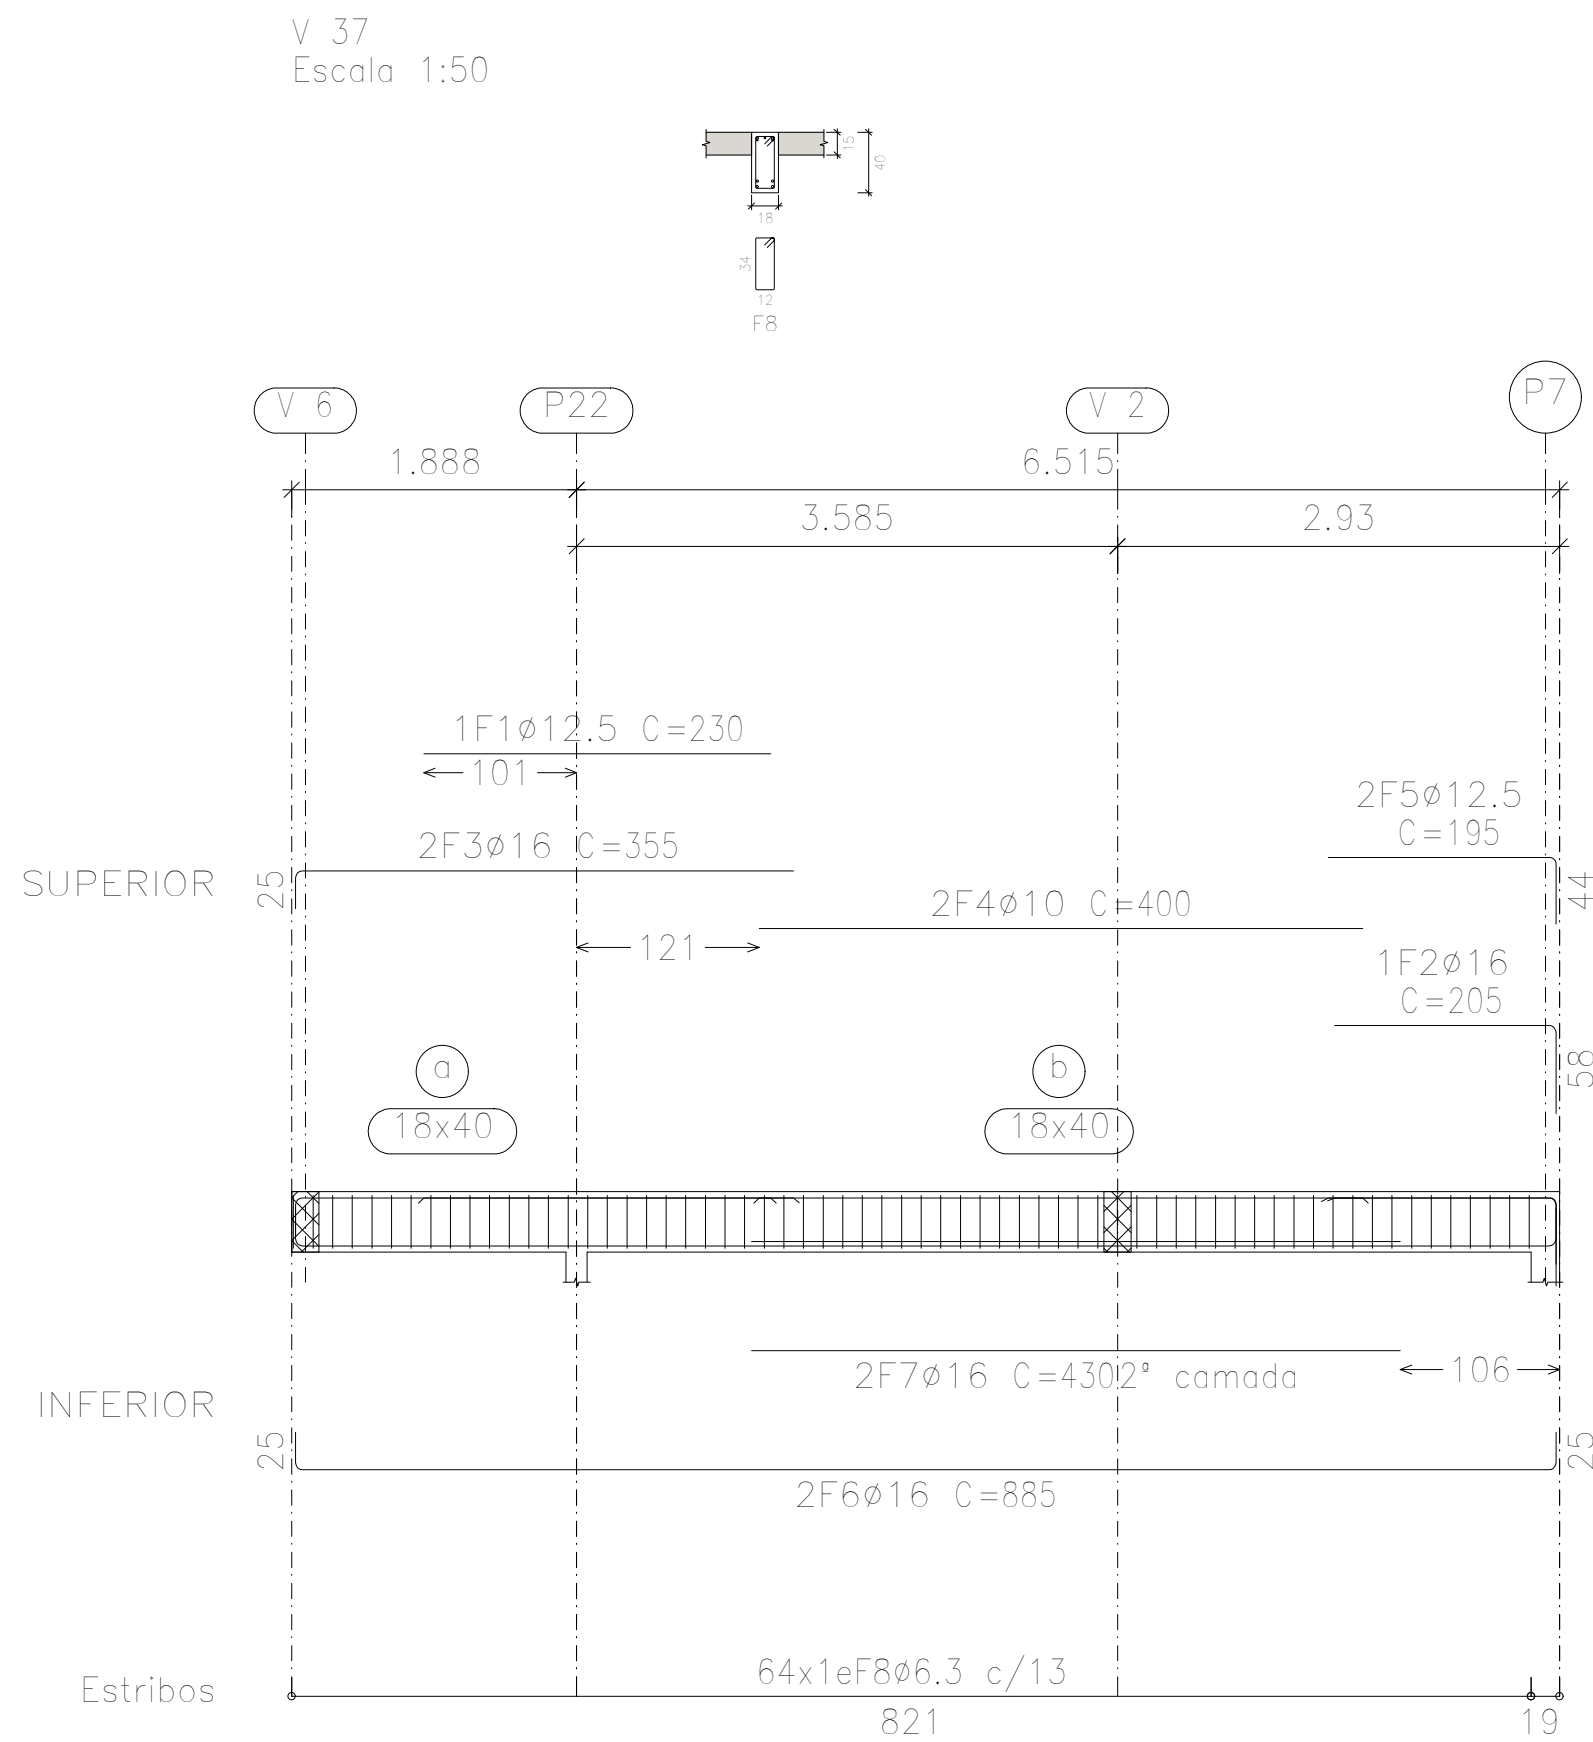 V 37
Escala 1:50
15
40
18
34
12
F8
V 6
P22
V 2
P7
1.888
6.515
3.585
2.93
1F1ø12.5 C=230
101
2F5ø12.5
C=195
2F3ø16 C=355
SUPERIOR
25
44
2F4ø10 C=400
121
1F2ø16
C=205
58
a
b
18x40
18x40
2F7ø16 C=4302ª camada
106
INFERIOR
25
25
2F6ø16 C=885
64x1eF8ø6.3 c/13
Estribos
821
19